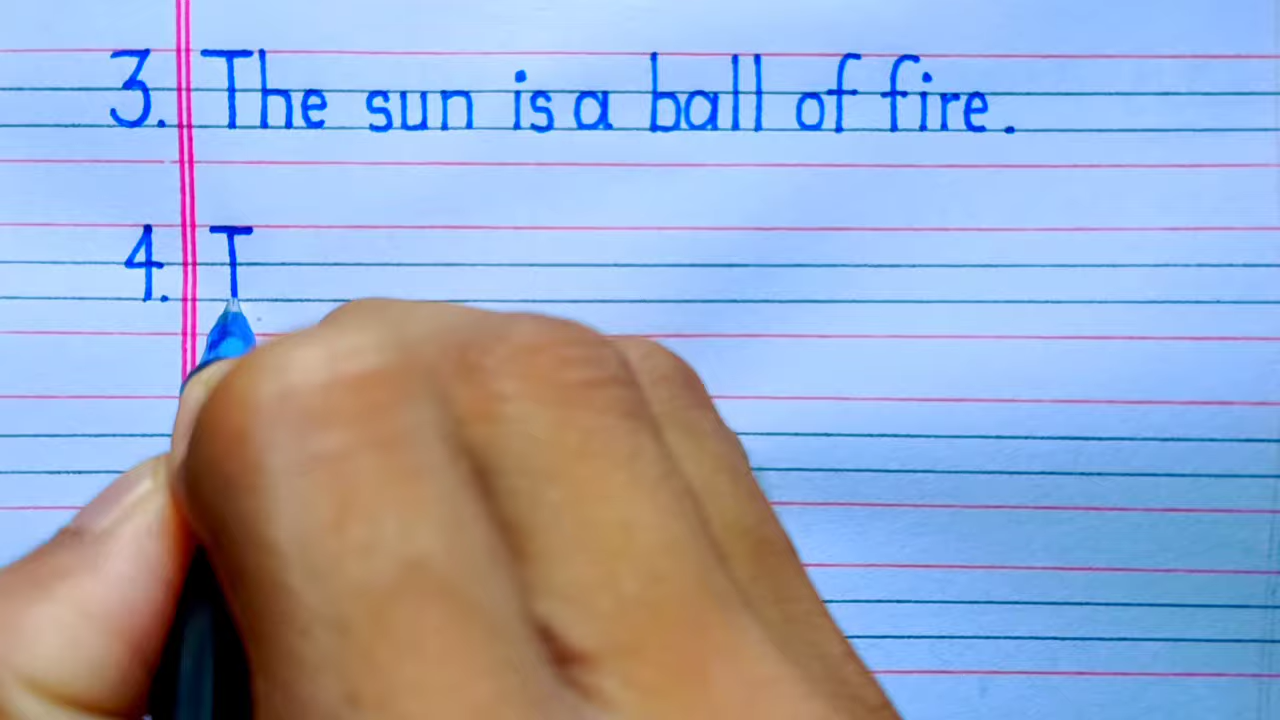 3. The sun is a ball of fire.
4. T